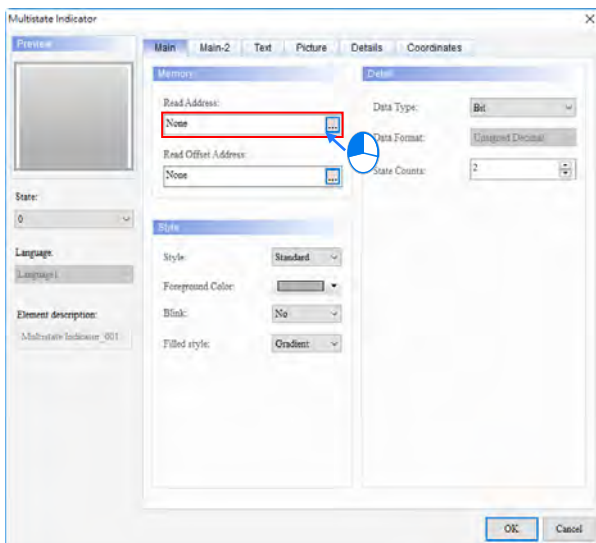 Multistate Indicator
Preview
Main Main-2 Text Picture Details Coordinates
Memory
Detail
Read Address:
None
...
Data Type: Bit
Data Format: Unsigned Decimal
Read Offset Address:
None
...
State Counts: 2
State:
0
Style
Language:
Language1
Style: Standard
Foreground Color:
Element description:
Multistate Indicator_001
Blink: No
Filled style: Gradient
OK Cancel